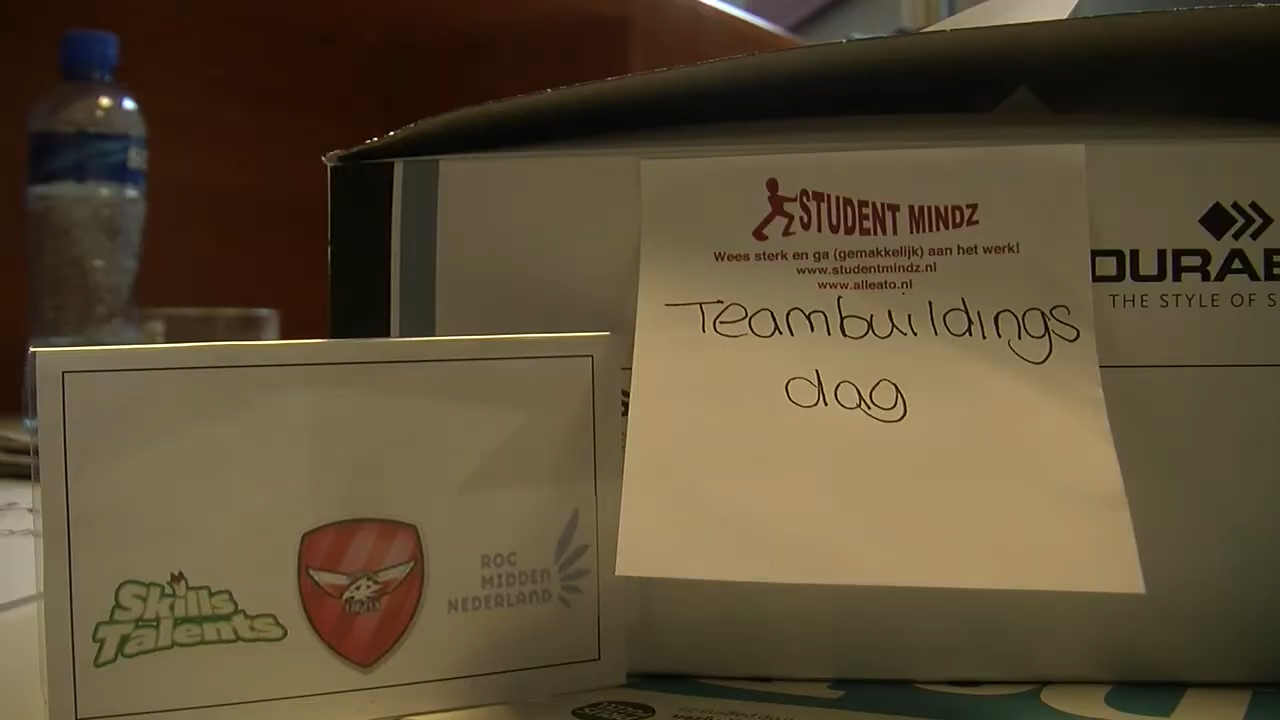 STUDENT MINDZ
Wees sterk en ga (gemakkelijk) aan het werk!
www.studentmindz.nl
www.alleato.nl
Teambuildings
dag
THE STYLE OF
Skills
Talents
ROC
MIDDEN
NEDERLAND